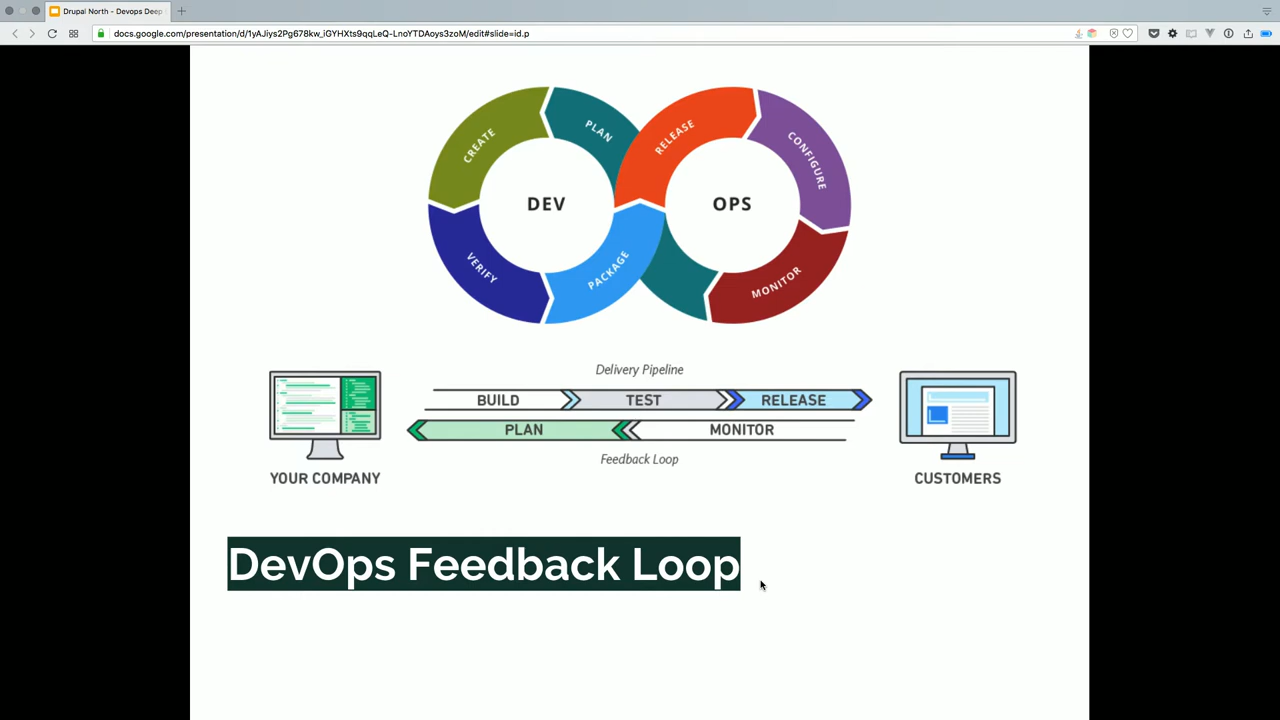 Drupal North - Devops Deep
docs.google.com/presentation/d/1yAJiys2Pg678kw_iGYHXts9qqLeQ-LnoYTDAoys3zoM/edit#slide=id.p
CREATE
PLAN
RELEASE
CONFIGURE
DEV
OPS
VERIFY
PACKAGE
MONITOR
Delivery Pipeline
BUILD
TEST
RELEASE
PLAN
MONITOR
Feedback Loop
YOUR COMPANY
CUSTOMERS
DevOps Feedback Loop